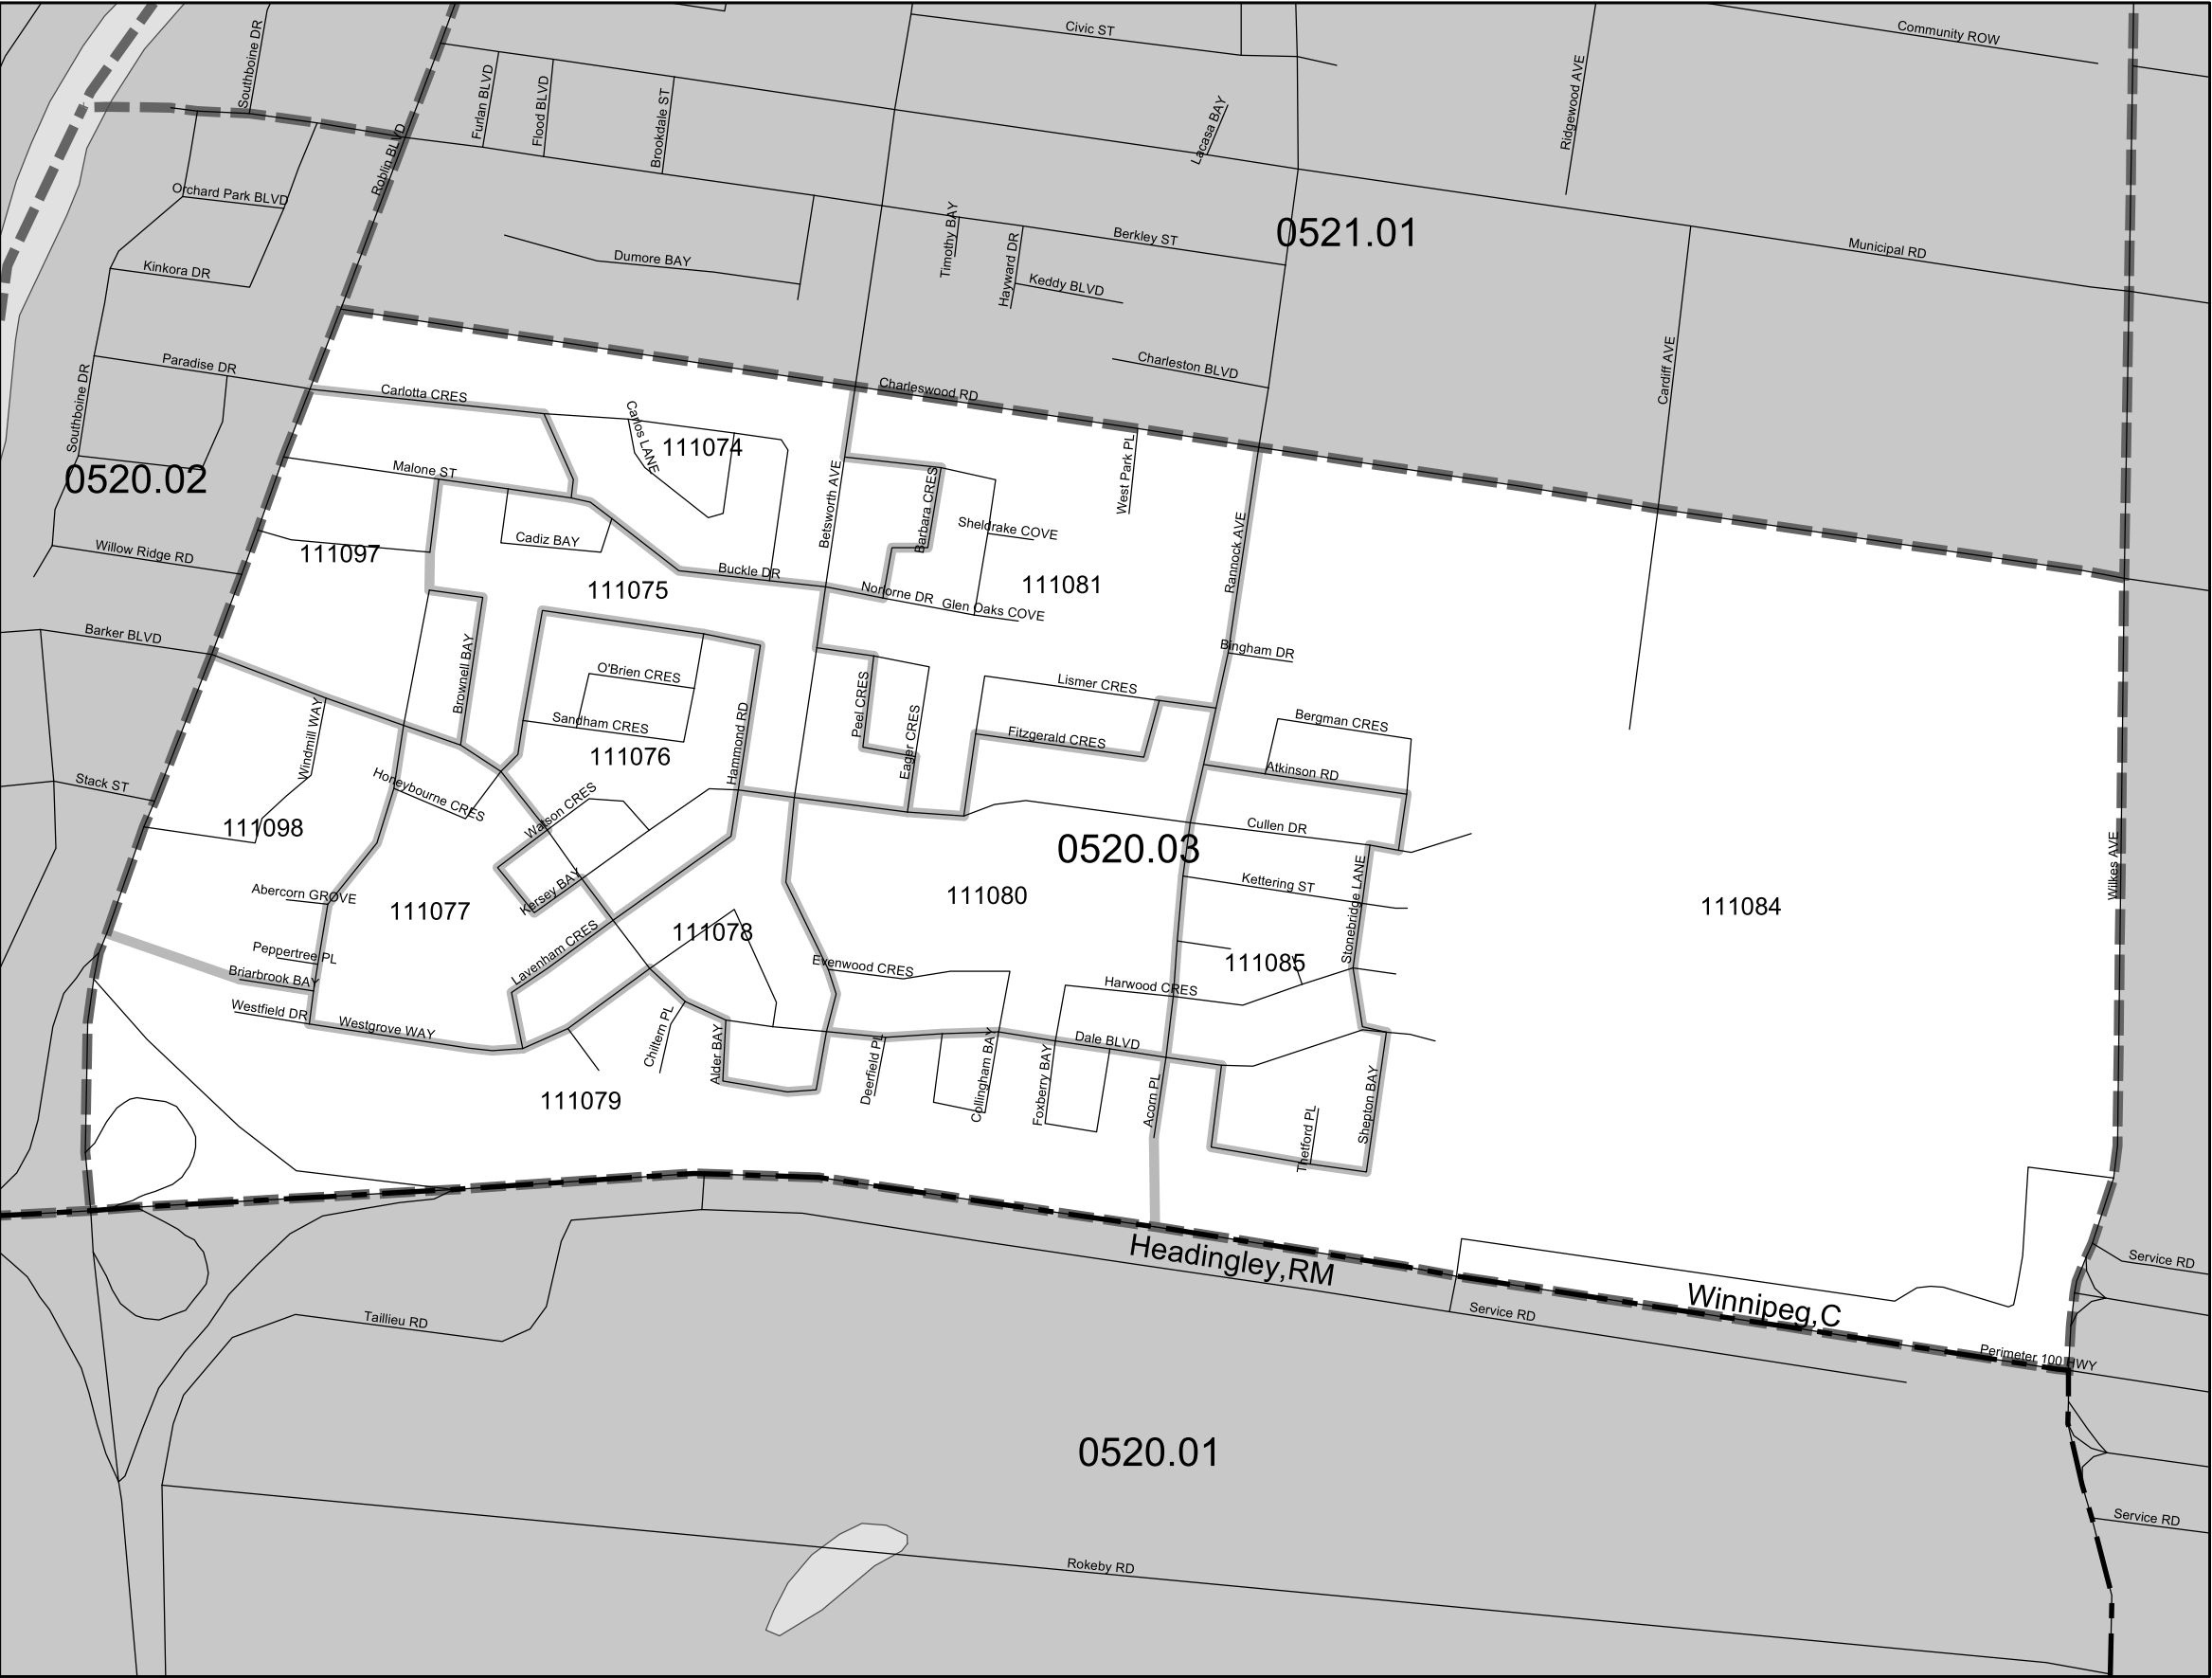 Civic ST
Community ROW
Southboine DR
Furlan BLVD
Flood BLVD
Brookdale ST
Lacasa BAY
Ridgewood AVE
Roblin BLVD
Orchard Park BLVD
Timothy BAY
Hayward DR
Berkley ST
0521.01
Municipal RD
Kinkora DR
Dumore BAY
Keddy BLVD
Paradise DR
Carlotta CRES
Charleswood RD
Charleston BLVD
Cardiff AVE
Southboine DR
0520.02
Malone ST
Carlos LANE
111074
Betsworth AVE
Barbara CRES
West Park PL
Sheldrake COVE
Rannock AVE
Willow Ridge RD
111097
Cadiz BAY
Buckle DR
111075
Norlorne DR
Glen Oaks COVE
111081
Barker BLVD
Brownell BAY
O'Brien CRES
Sandham CRES
Hammond RD
Peel CRES
Eager CRES
Lismer CRES
Fitzgerald CRES
Bingham DR
Bergman CRES
Atkinson RD
111076
Windmill WAY
Stack ST
Honeybourne CRES
Watson CRES
111098
Cullen DR
0520.03
Kettering ST
Stonebridge LANE
Wilkes AVE
Abercorn GROVE
Kersey BAY
111077
111080
111084
111078
Lavenham CRES
Peppertree PL
Briarbrook BAY
Evenwood CRES
111085
Harwood CRES
Westfield DR
Westgrove WAY
Chiltern PL
Alder BAY
Deerfield PL
Collingham BAY
Foxberry BAY
Dale BLVD
Acorn PL
Thetford PL
Shepton BAY
111079
Headingley,RM
Winnipeg,C
Service RD
Service RD
Taillieu RD
Perimeter 100 HWY
0520.01
Service RD
Rokeby RD